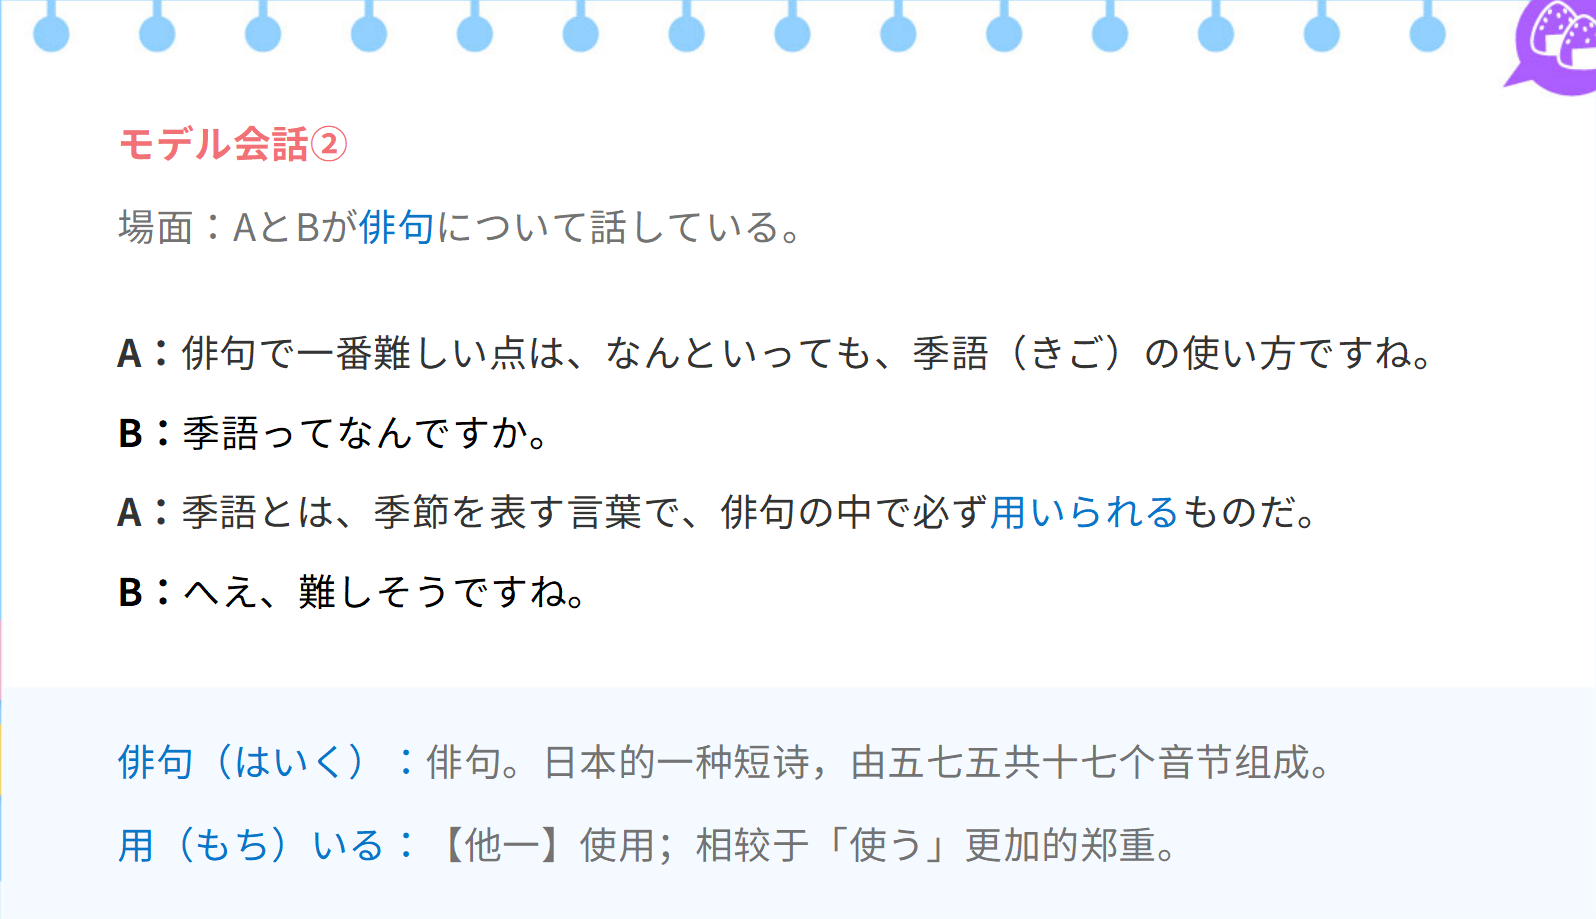 モデル会話②
場面：AとBが俳句について話している。
A：俳句で一番難しい点は、なんといっても、季語（きご）の使い方ですね。
B：季語ってなんですか。
A：季語とは、季節を表す言葉で、俳句の中で必ず用いられるものだ。
B：へえ、難しそうですね。
俳句（はいく）：俳句。日本的一种短诗，由五七五共十七个音节组成。
用（もち）いる：【他一】使用；相较于「使う」更加的郑重。